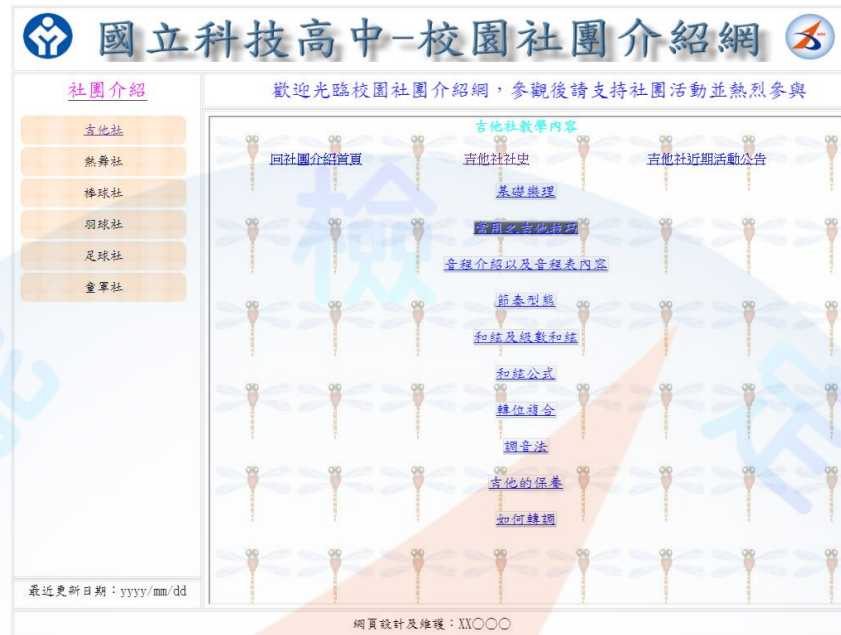 國立科技高中-校園社團介紹網
社團介紹
歡迎光臨校園社團介紹網，參觀後請支持社團活動並熱烈參與
吉他社
熱舞社
棒球社
羽球社
足球社
童軍社
最近更新日期：yyyy/mm/dd
吉他社教學內容
回社團介紹首頁 吉他社社史 吉他社近期活動公告
基礎樂理
常用之吉他技巧
音程介紹以及音程表內容
節奏型態
和絃及級數和絃
和絃公式
轉位複合
調音法
吉他的保養
如何轉調
網頁設計及維護：XX○○○
檢
能
定